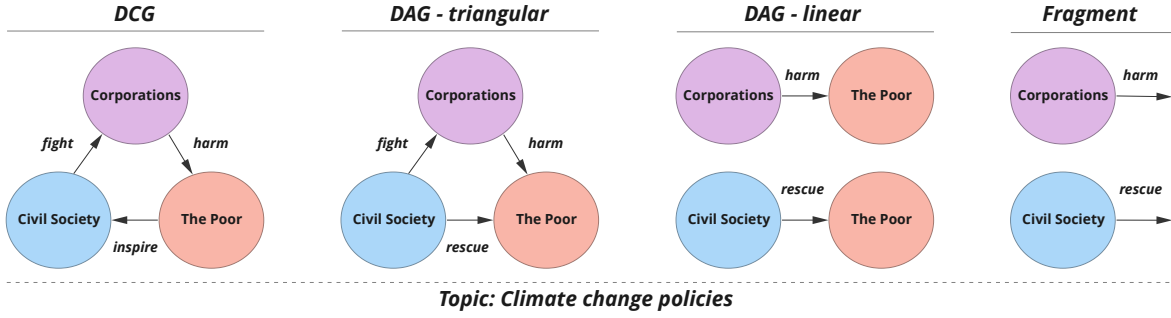 DCG
Corporations
fight
harm
Civil Society
The Poor
inspire
DAG - triangular
Corporations
fight
harm
Civil Society
The Poor
rescue
DAG - linear
Corporations
harm
The Poor
Civil Society
rescue
The Poor
Fragment
Corporations
harm
Civil Society
rescue
Topic: Climate change policies